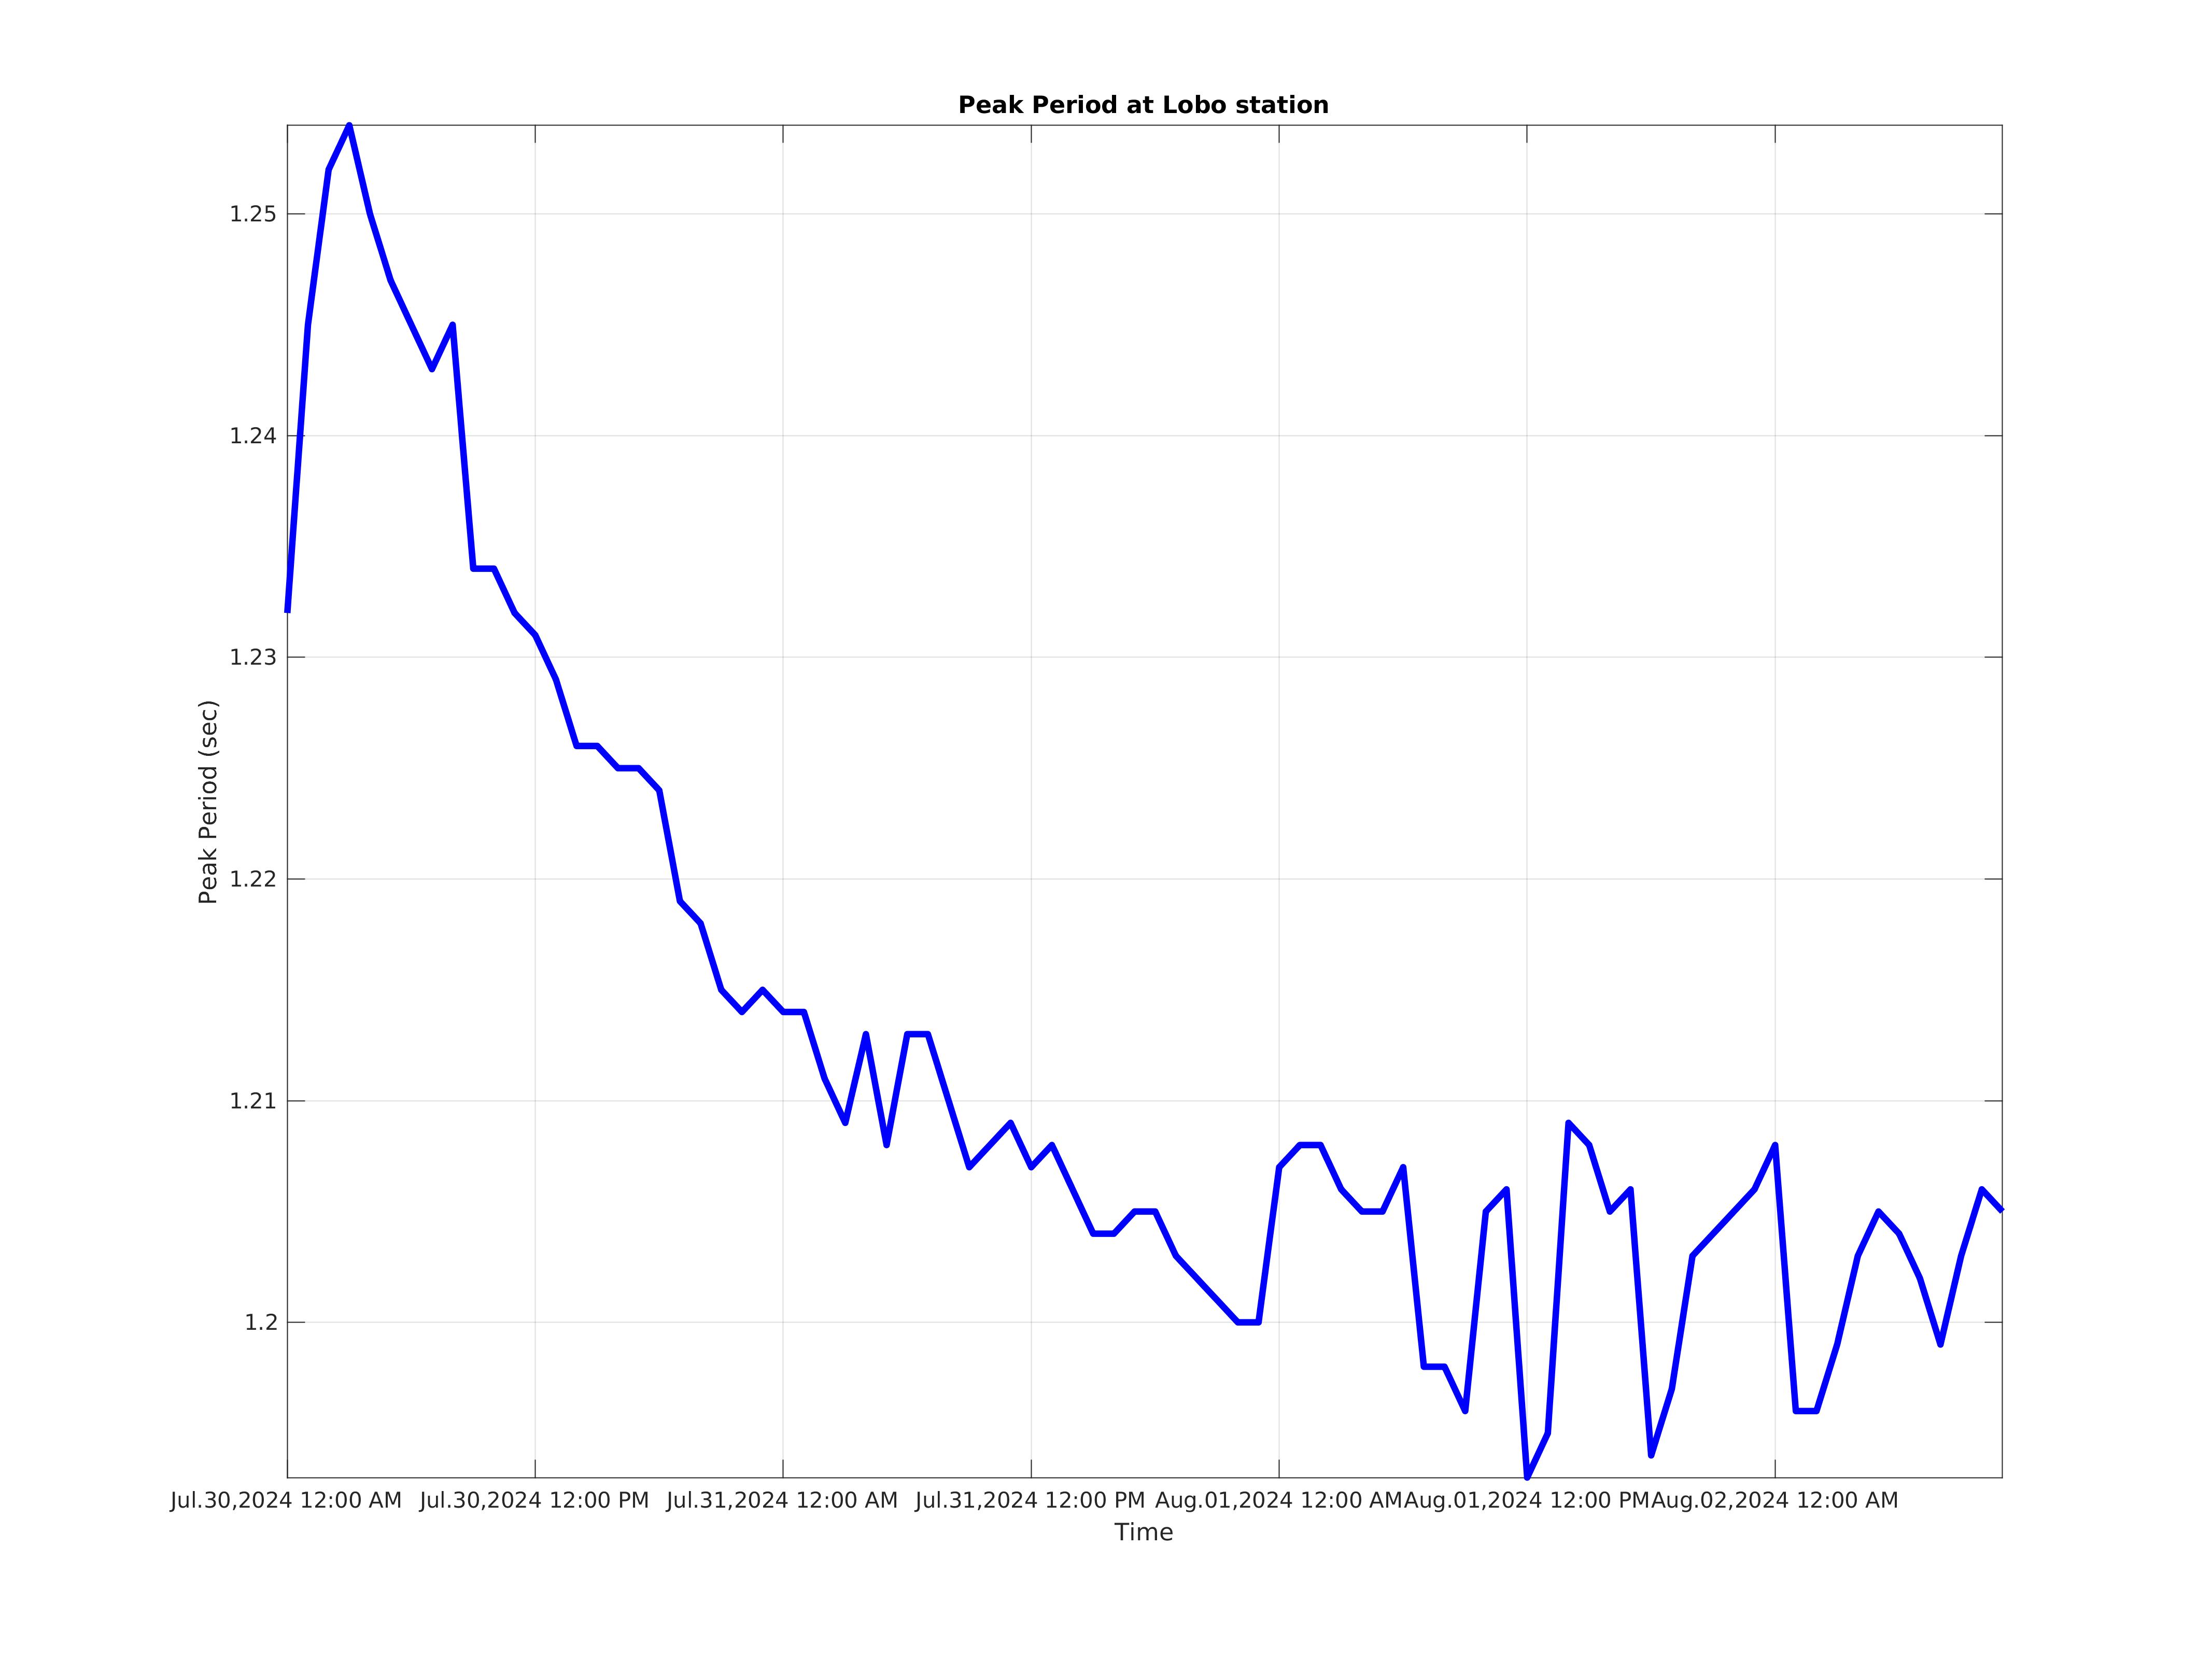 Peak Period at Lobo station
1.25
1.24
1.23
1.22
1.21
1.2
Peak Period (sec)
Jul.30,2024 12:00 AM Jul.30,2024 12:00 PM Jul.31,2024 12:00 AM Jul.31,2024 12:00 PM Aug.01,2024 12:00 AM Aug.01,2024 12:00 PM Aug.02,2024 12:00 AM
Time